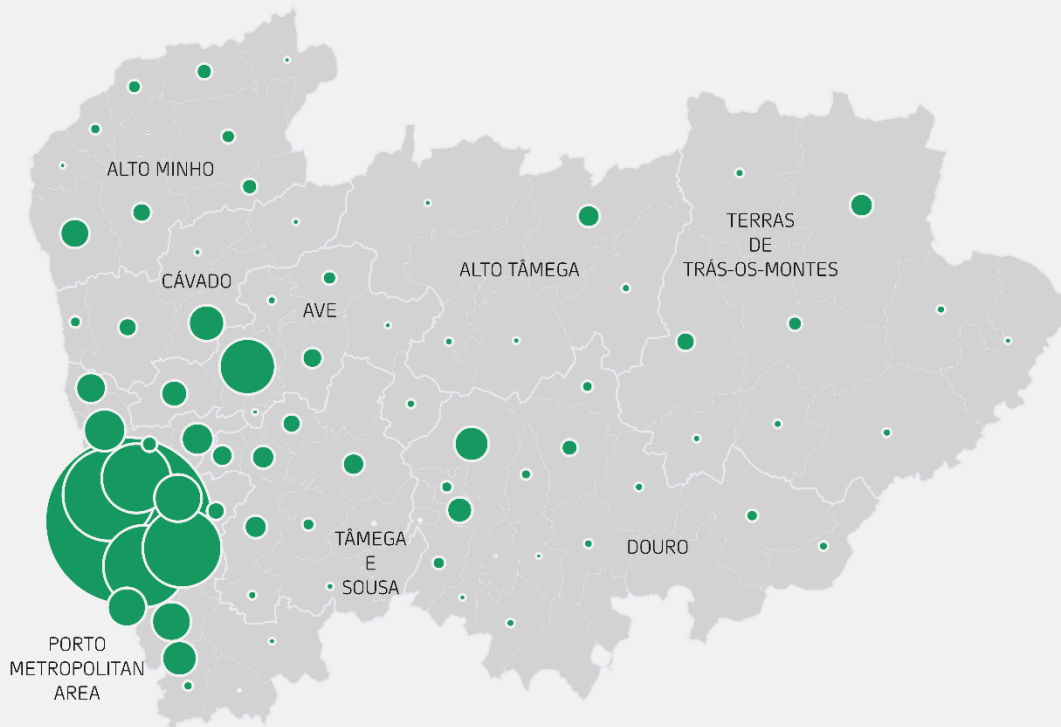 ALTO MINHO
CÁVADO
AVE
ALTO TÂMEGA
TERRAS
DE
TRÁS-OS-MONTES
TÂMEGA
E
SOUSA
DOURO
PORTO
METROPOLITAN
AREA